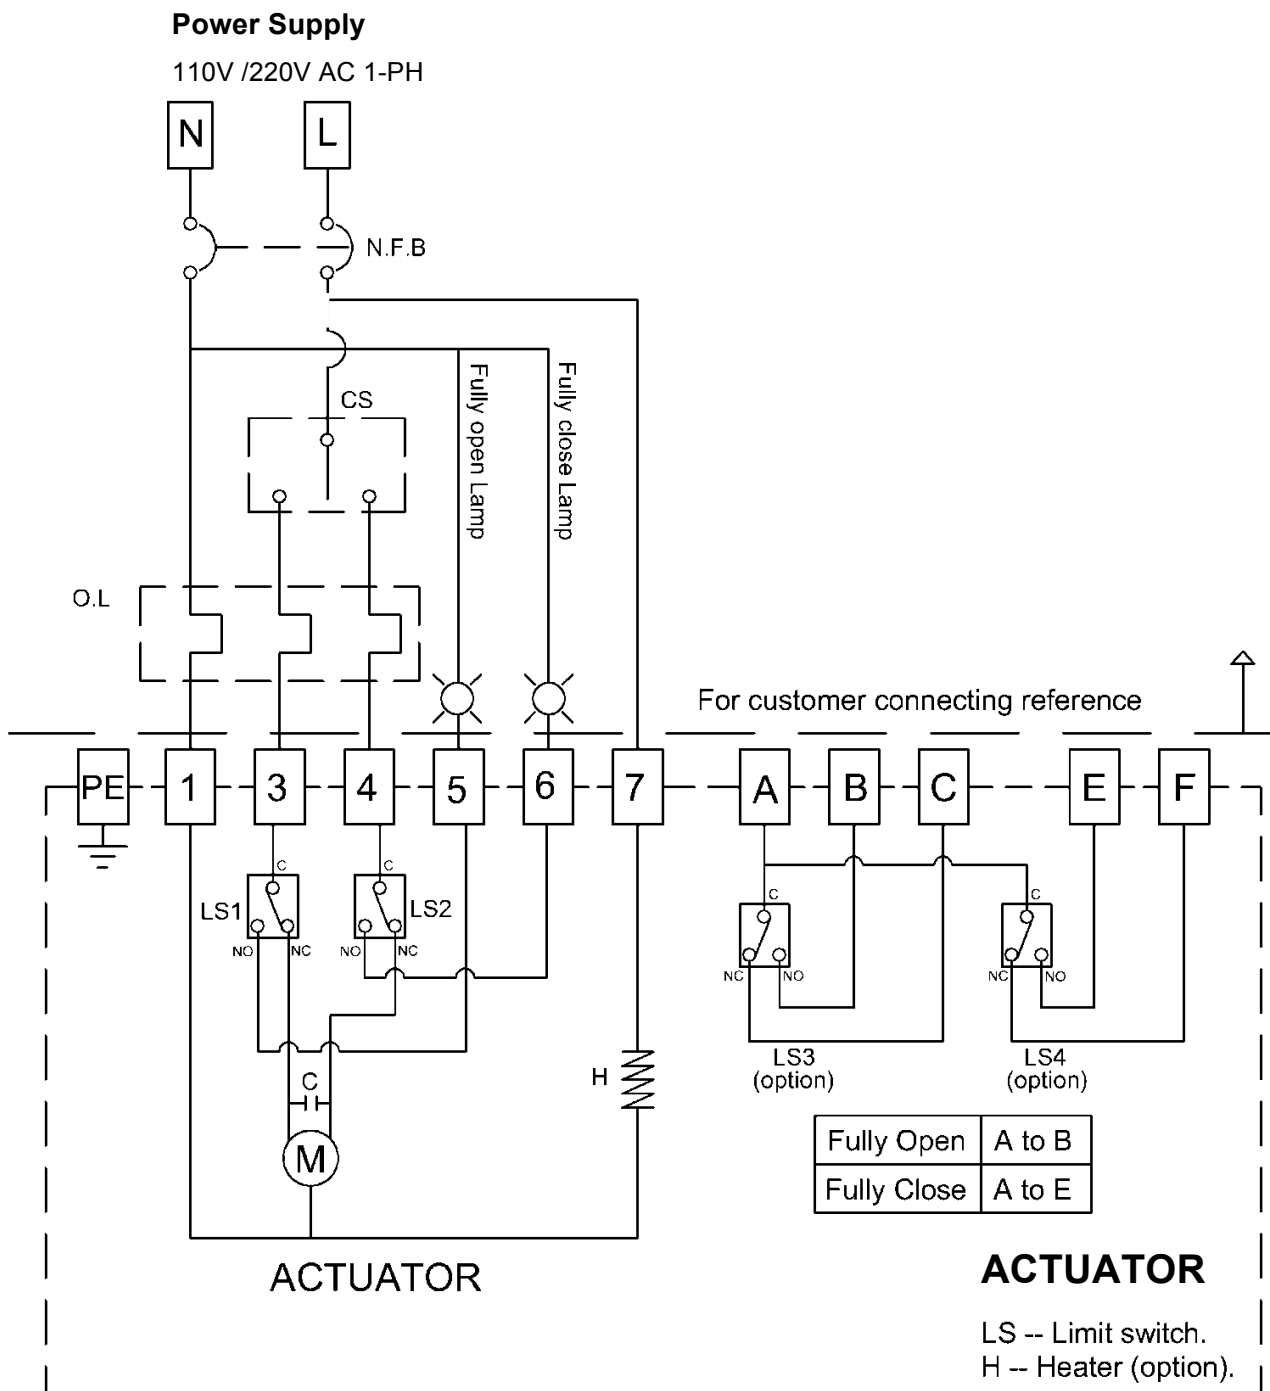 Power Supply
110V /220V AC 1-PH
N L
N.F.B
CS
Fully open Lamp
Fully close Lamp
O.L
For customer connecting reference
PE 1 3 4 5 6 7 A B C E F
C C
LS1 LS2
NO NC NO NC
C C
NC NO NC NO
LS3
(option)
LS4
(option)
H
C
M
Fully Open A to B
Fully Close A to E
ACTUATOR
ACTUATOR
LS -- Limit switch.
H -- Heater (option).